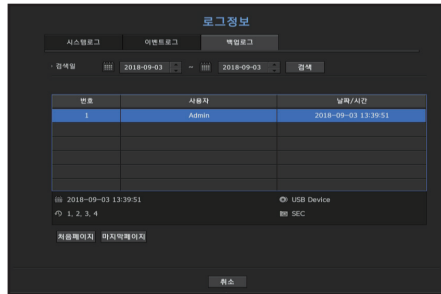 로그정보
시스템로그 이벤트로그 백업로그
· 검색일 2018-09-03 ~ 2018-09-03 검색
번호 사용자 날짜/시간
1 Admin 2018-09-03 13:39:51
2018-09-03 13:39:51 USB Device
1, 2, 3, 4 SEC
처음페이지 마지막페이지
취소